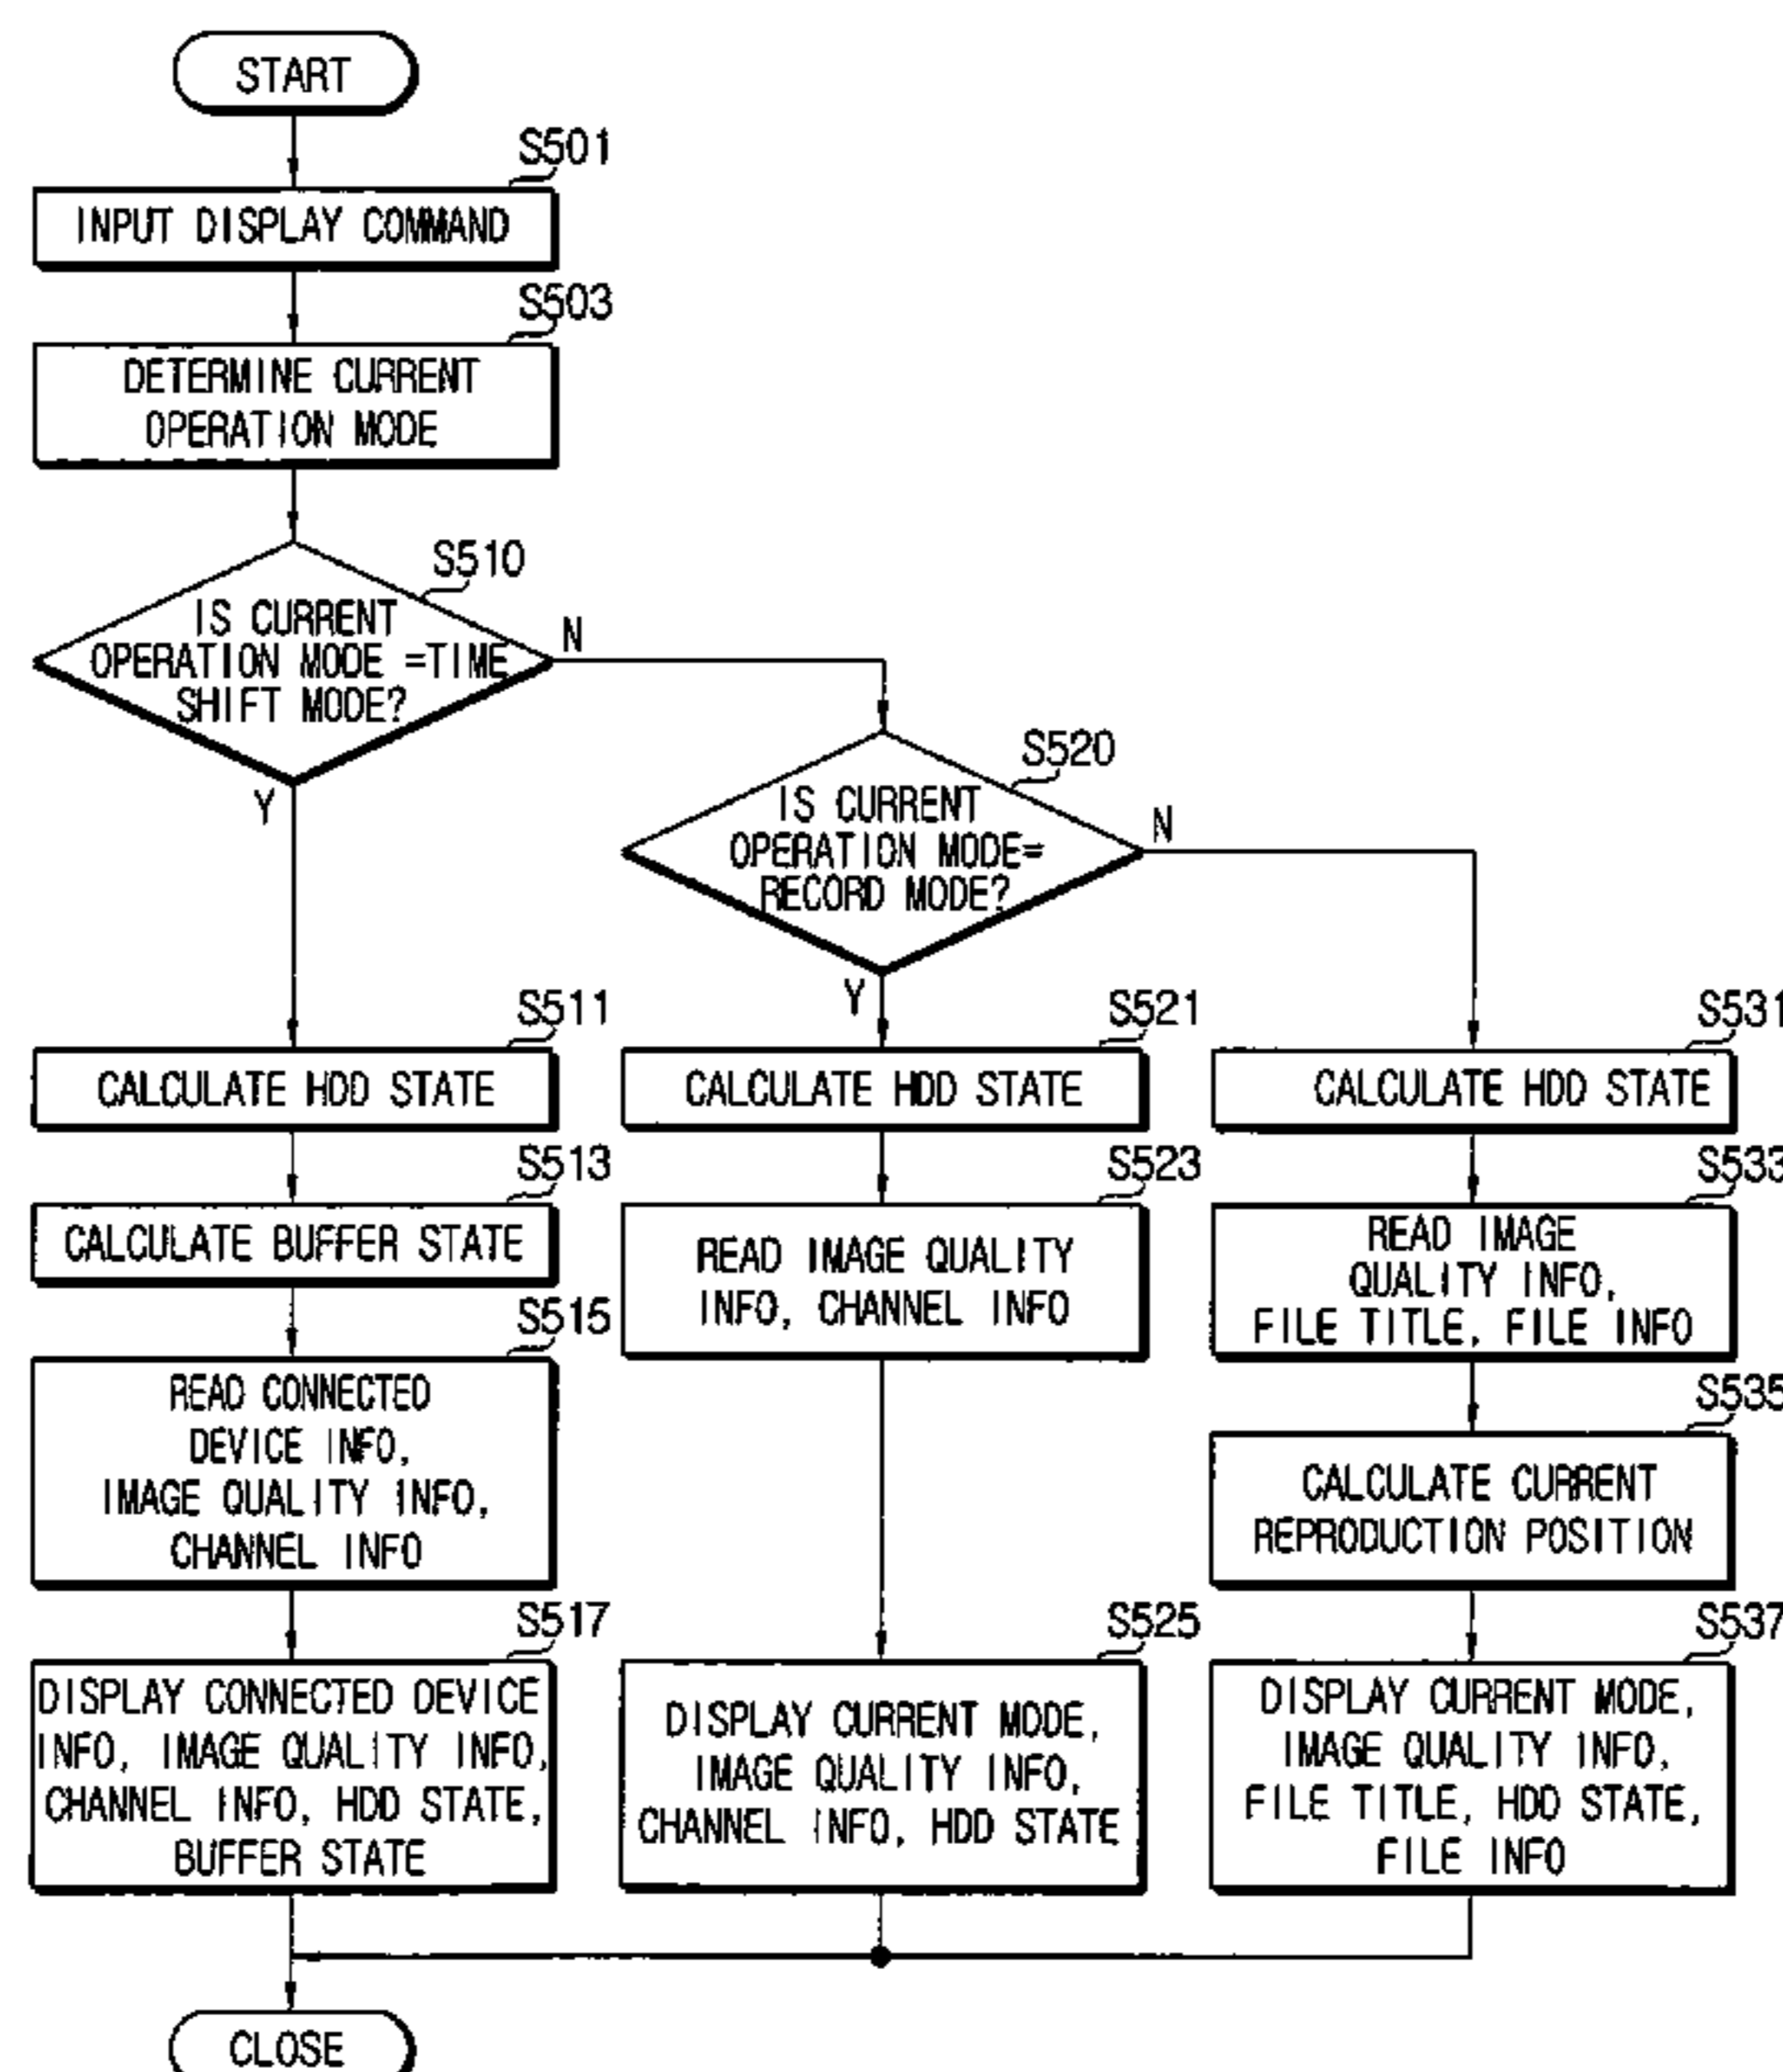 START
S501
INPUT DISPLAY COMMAND
S503
DETERMINE CURRENT
OPERATION MODE
S510
IS CURRENT
OPERATION MODE =TIME
SHIFT MODE?
N
Y
S520
IS CURRENT
OPERATION MODE=
RECORD MODE?
N
Y
S511
CALCULATE HDD STATE
S513
CALCULATE BUFFER STATE
S515
READ CONNECTED
DEVICE INFO,
IMAGE QUALITY INFO,
CHANNEL INFO
S517
DISPLAY CONNECTED DEVICE
INFO, IMAGE QUALITY INFO,
CHANNEL INFO, HDD STATE,
BUFFER STATE
S521
CALCULATE HDD STATE
S523
READ IMAGE QUALITY
INFO, CHANNEL INFO
S525
DISPLAY CURRENT MODE,
IMAGE QUALITY INFO,
CHANNEL INFO, HDD STATE
S531
CALCULATE HDD STATE
S533
READ IMAGE
QUALITY INFO,
FILE TITLE, FILE INFO
S535
CALCULATE CURRENT
REPRODUCTION POSITION
S537
DISPLAY CURRENT MODE,
IMAGE QUALITY INFO,
FILE TITLE, HDD STATE,
FILE INFO
CLOSE